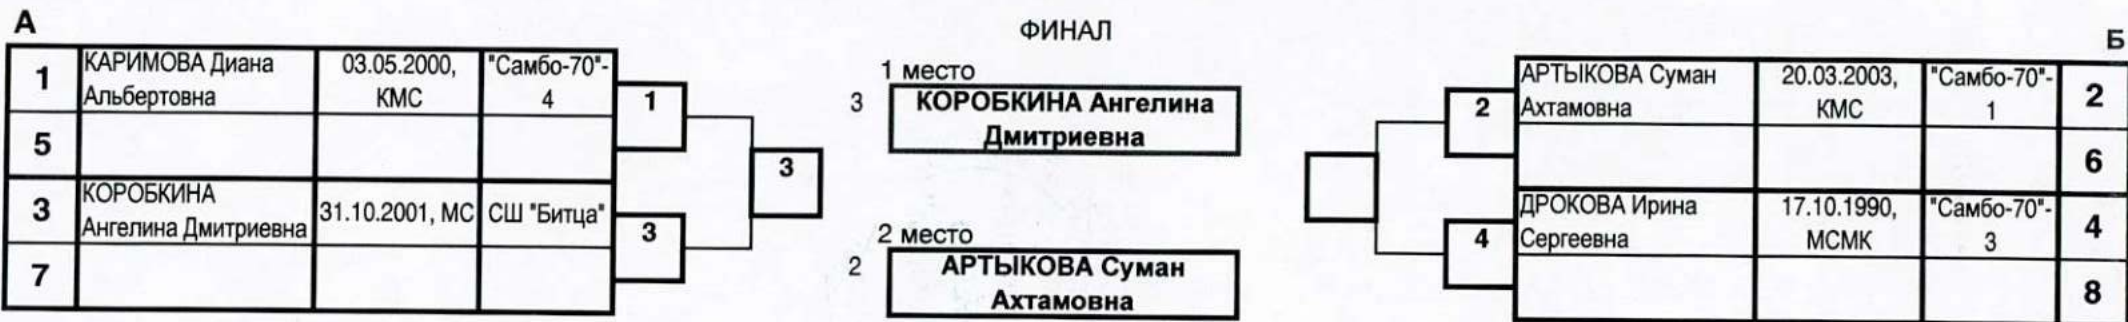 А
ФИНАЛ
Б
1
КАРИМОВА Диана
Альбертовна
03.05.2000,
КМС
"Самбо-70"-
4
5
3
КОРОБКИНА
Ангелина Дмитриевна
31.10.2001, МС
СШ "Битца"
7
1
3
3
1 место
3
КОРОБКИНА Ангелина
Дмитриевна
2 место
2
АРТЫКОВА Суман
Ахтамовна
2
4
АРТЫКОВА Суман
Ахтамовна
20.03.2003,
КМС
"Самбо-70"-
1
2
6
ДРОКОВА Ирина
Сергеевна
17.10.1990,
МСМК
"Самбо-70"-
3
4
8